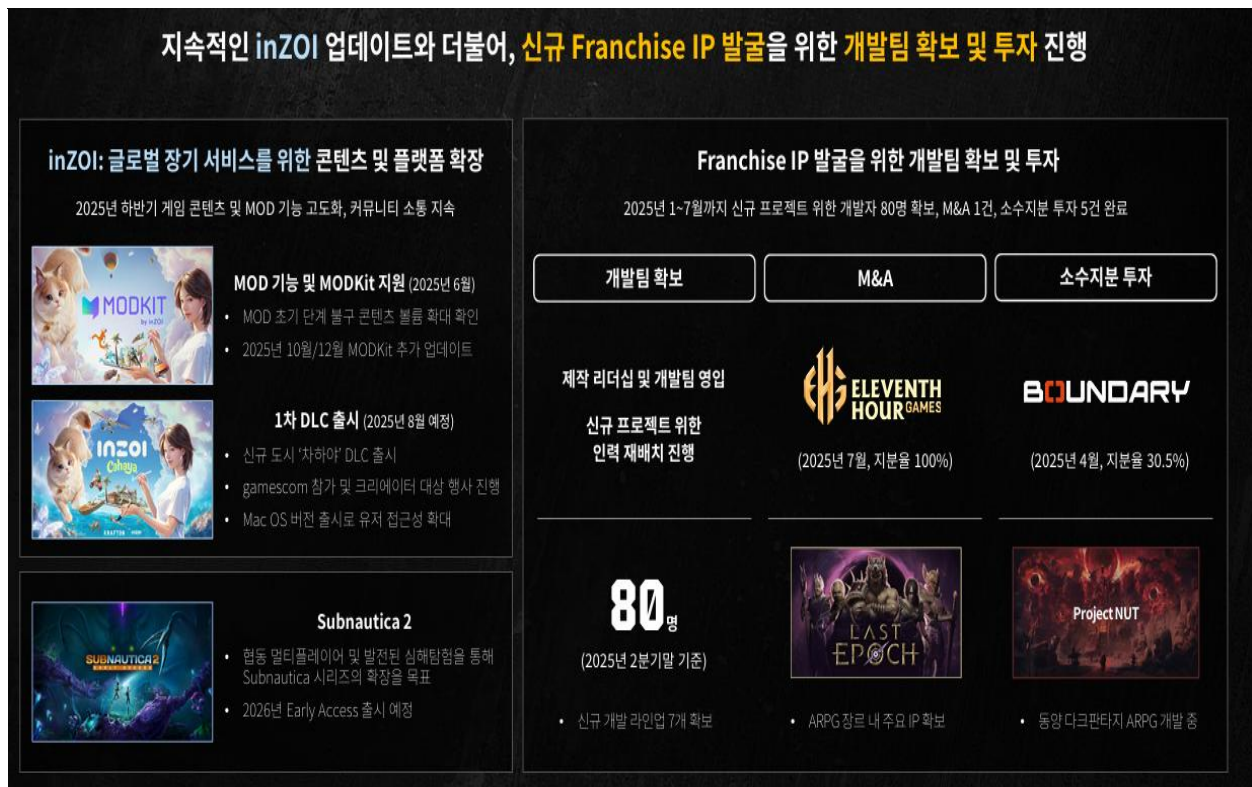 지속적인 inZOI 업데이트와 더불어, 신규 Franchise IP 발굴을 위한 개발팀 확보 및 투자 진행
inZOI: 글로벌 장기 서비스를 위한 콘텐츠 및 플랫폼 확장
2025년 하반기 게임 콘텐츠 및 MOD 기능 고도화, 커뮤니티 소통 지속
MODKIT
by inZOI
MOD 기능 및 MODKit 지원 (2025년 6월)
• MOD 초기 단계 불구 콘텐츠 볼륨 확대 확인
• 2025년 10월/12월 MODKit 추가 업데이트
inZOI
Cahaya
KRAFTON
1차 DLC 출시 (2025년 8월 예정)
• 신규 도시 '차하야' DLC 출시
• gamescom 참가 및 크리에이터 대상 행사 진행
• Mac OS 버전 출시로 유저 접근성 확대
SUBNAUTICA 2
EARLY ACCESS
Subnautica 2
• 협동 멀티플레이어 및 발전된 심해탐험을 통해
Subnautica 시리즈의 확장을 목표
• 2026년 Early Access 출시 예정
Franchise IP 발굴을 위한 개발팀 확보 및 투자
2025년 1~7월까지 신규 프로젝트 위한 개발자 80명 확보, M&A 1건, 소수지분 투자 5건 완료
개발팀 확보
제작 리더십 및 개발팀 영입
신규 프로젝트 위한
인력 재배치 진행
80명
(2025년 2분기말 기준)
• 신규 개발 라인업 7개 확보
M&A
EHG ELEVENTH
HOUR GAMES
(2025년 7월, 지분율 100%)
LAST
EPOCH
• ARPG 장르 내 주요 IP 확보
소수지분 투자
BOUNDARY
(2025년 4월, 지분율 30.5%)
Project NUT
• 동양 다크판타지 ARPG 개발 중